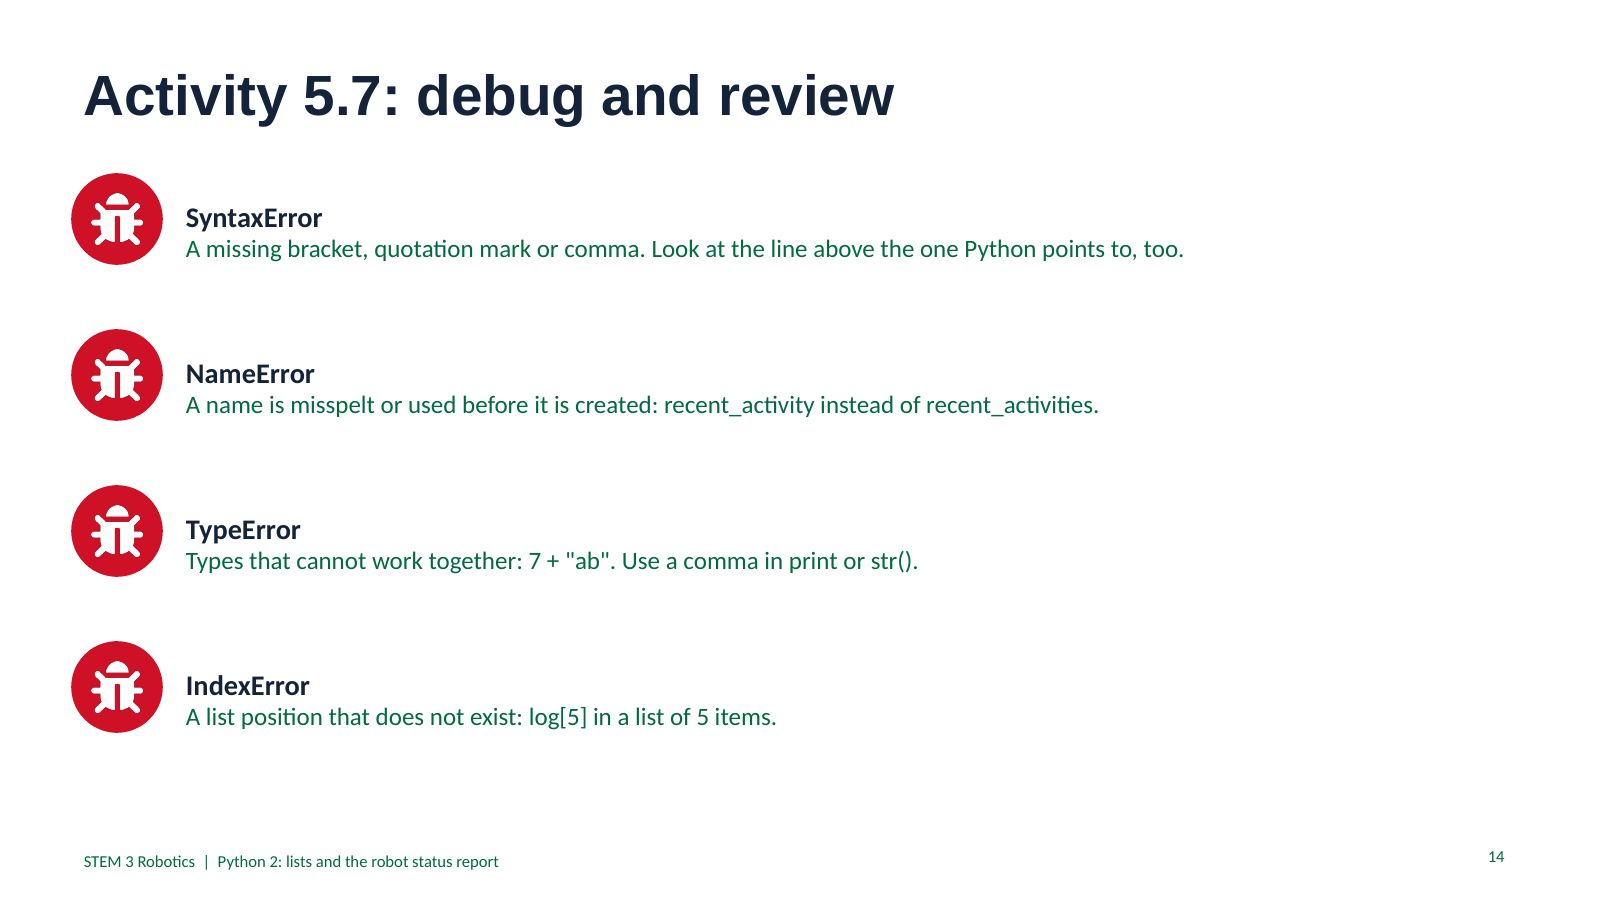 Activity 5.7: debug and review
SyntaxError
A missing bracket, quotation mark or comma. Look at the line above the one Python points to, too.
NameError
A name is misspelt or used before it is created: recent_activity instead of recent_activities.
TypeError
Types that cannot work together: 7 + "ab". Use a comma in print or str().
IndexError
A list position that does not exist: log[5] in a list of 5 items.
STEM 3 Robotics | Python 2: lists and the robot status report
14